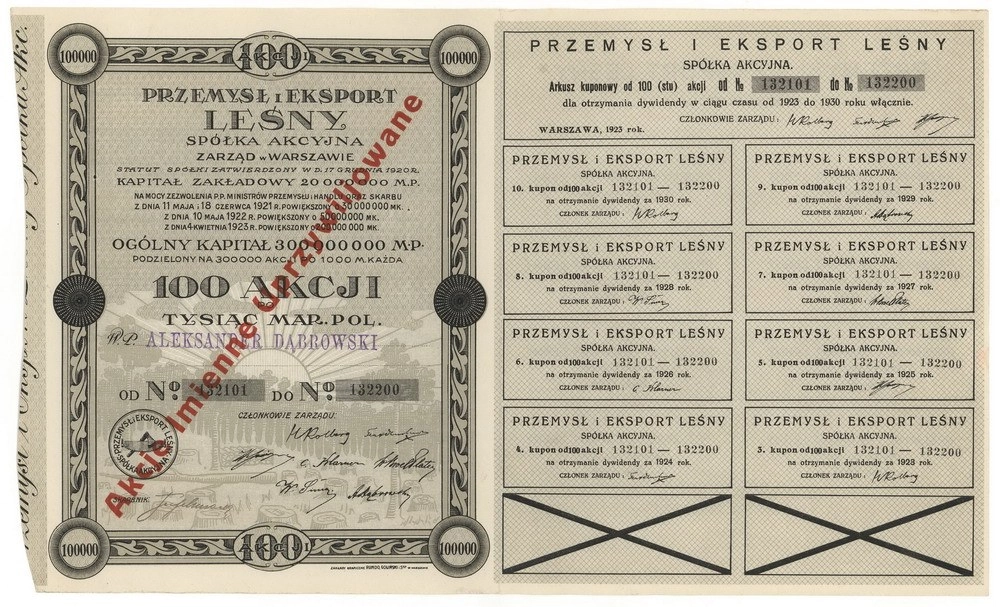 100000
100
AKCJI
100000
PRZEMYSŁ i EKSPORT
LEŚNY
SPÓŁKA AKCYJNA
ZARZĄD w WARSZAWIE
STATUT SPÓŁKI ZATWIERDZONY W D. 17 GRUDNIA 1920 R.
KAPITAŁ ZAKŁADOWY 20 000 000 M.P.
NA MOCY ZEZWOLENIA P.P. MINISTRÓW PRZEMYSŁU i HANDLU ORAZ SKARBU
Z DNIA 11 MAJA i 18 CZERWCA 1921 R. POWIĘKSZONY O 000 000 MK.
Z DNIA 10 MAJA 1922 R. POWIĘKSZONY O 000 000 MK.
Z DNIA 4 KWIETNIA 1923 R. POWIĘKSZONY 000 000 MK.
OGÓLNY KAPITAŁ 300 000 000 M.P.
PODZIELONY NA 300 000 AKCJI PO 1000 M. KAŻDA
100 AKCJI
PO
TYSIĄC MAR. POL.
W.P. ALEKSANDER DĄBROWSKI
OD No. 132101 DO No. 132200
CZŁONKOWIE ZARZĄDU:
PRZEMYSŁ i EKSPORT LEŚNY
SPÓŁKA AKCYJNA
SKARBNIK:
Akcje Imienne Uprzywilejowane
100000
100
AKCJI
100000
PRZEMYSŁ I EKSPORT LEŚNY
SPÓŁKA AKCYJNA.
Arkusz kuponowy od 100 (stu) akcji od No 132101 do No 132200
dla otrzymania dywidendy w ciągu czasu od 1923 do 1930 roku włącznie.
CZŁONKOWIE ZARZĄDU:
WARSZAWA, 1923 rok.
PRZEMYSŁ i EKSPORT LEŚNY
SPÓŁKA AKCYJNA.
10. kupon od 100 akcji 132101 — 132200
na otrzymanie dywidendy za 1930 rok.
CZŁONEK ZARZĄDU:
PRZEMYSŁ i EKSPORT LEŚNY
SPÓŁKA AKCYJNA.
9. kupon od 100 akcji 132101 — 132200
na otrzymanie dywidendy za 1929 rok.
CZŁONEK ZARZĄDU:
PRZEMYSŁ i EKSPORT LEŚNY
SPÓŁKA AKCYJNA.
8. kupon od 100 akcji 132101 — 132200
na otrzymanie dywidendy za 1928 rok.
CZŁONEK ZARZĄDU:
PRZEMYSŁ i EKSPORT LEŚNY
SPÓŁKA AKCYJNA.
7. kupon od 100 akcji 132101 — 132200
na otrzymanie dywidendy za 1927 rok.
CZŁONEK ZARZĄDU:
PRZEMYSŁ i EKSPORT LEŚNY
SPÓŁKA AKCYJNA.
6. kupon od 100 akcji 132101 — 132200
na otrzymanie dywidendy za 1926 rok.
CZŁONEK ZARZĄDU:
PRZEMYSŁ i EKSPORT LEŚNY
SPÓŁKA AKCYJNA.
5. kupon od 100 akcji 132101 — 132200
na otrzymanie dywidendy za 1925 rok.
CZŁONEK ZARZĄDU:
PRZEMYSŁ i EKSPORT LEŚNY
SPÓŁKA AKCYJNA.
4. kupon od 100 akcji 132101 — 132200
na otrzymanie dywidendy za 1924 rok.
CZŁONEK ZARZĄDU:
PRZEMYSŁ i EKSPORT LEŚNY
SPÓŁKA AKCYJNA.
3. kupon od 100 akcji 132101 — 132200
na otrzymanie dywidendy za 1923 rok.
CZŁONEK ZARZĄDU: